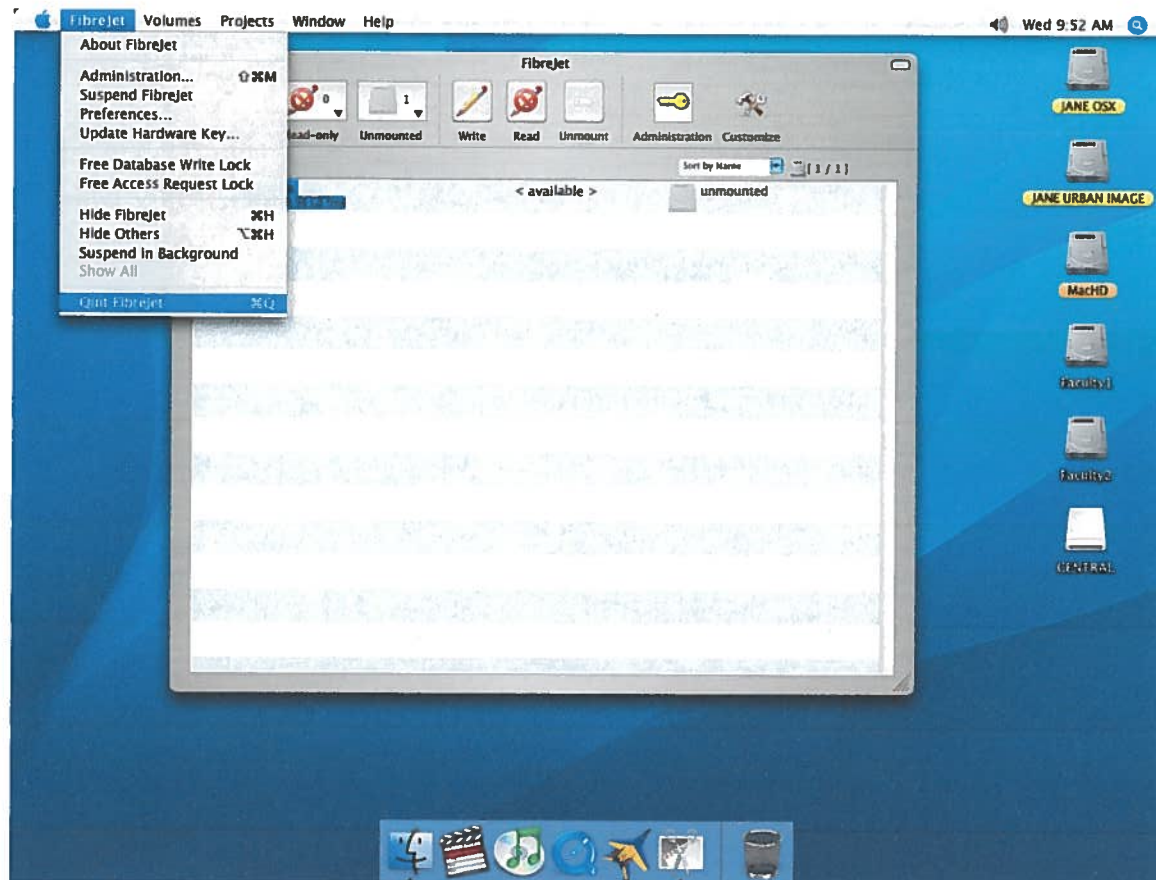 FibreJet Volumes Projects Window Help Wed 9:52 AM
About FibreJet
Administration... ⇧⌘M
Suspend FibreJet
Preferences...
Update Hardware Key...
Free Database Write Lock
Free Access Request Lock
Hide FibreJet ⌘H
Hide Others ⌥⌘H
Suspend in Background
Show All
Quit FibreJet ⌘Q
FibreJet
0 1
Unmounted Write Read Unmount Administration Customize
Sort by Name [1 / 1]
< available > unmounted
JANE OSX
JANE URBAN IMAGE
MacHD
Faculty1
Faculty2
CENTRAL